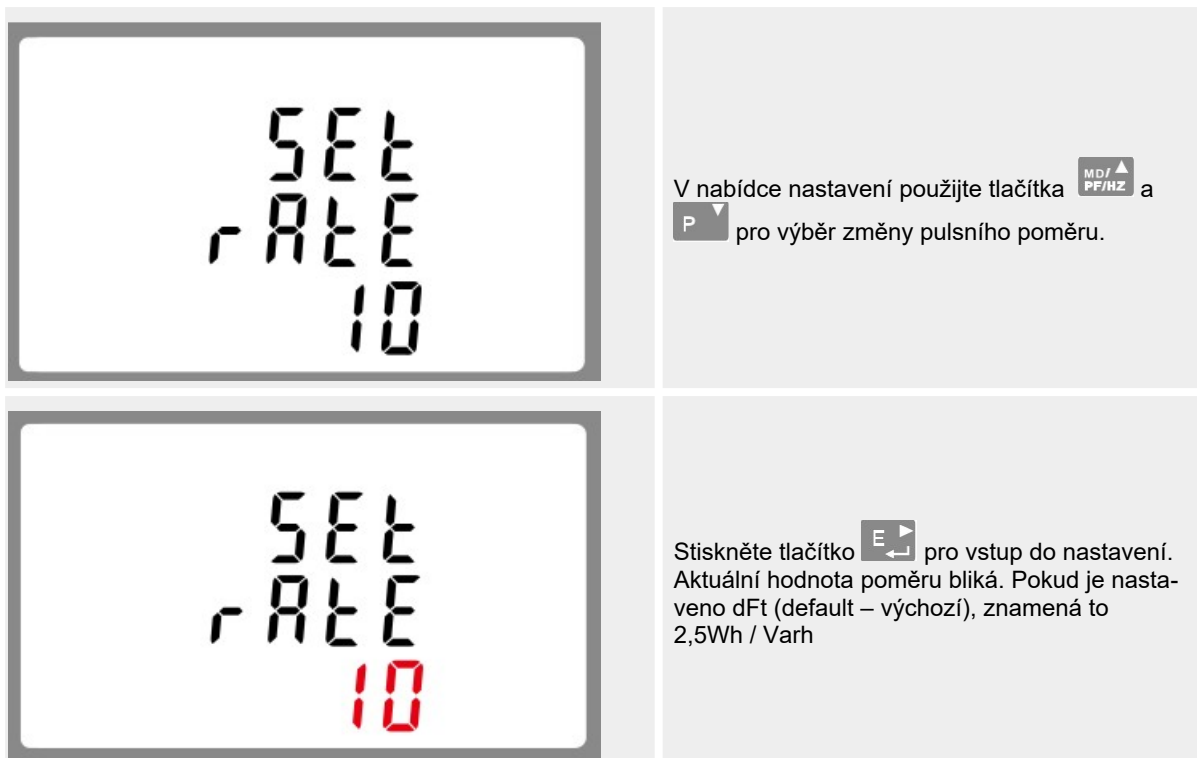 SEt
rAtE
10
V nabídce nastavení použijte tlačítka MD/ PF/HZ a
P pro výběr změny pulsního poměru.
SEt
rAtE
10
Stiskněte tlačítko E pro vstup do nastavení.
Aktuální hodnota poměru bliká. Pokud je nasta-
veno dFt (default – výchozí), znamená to
2,5Wh / Varh